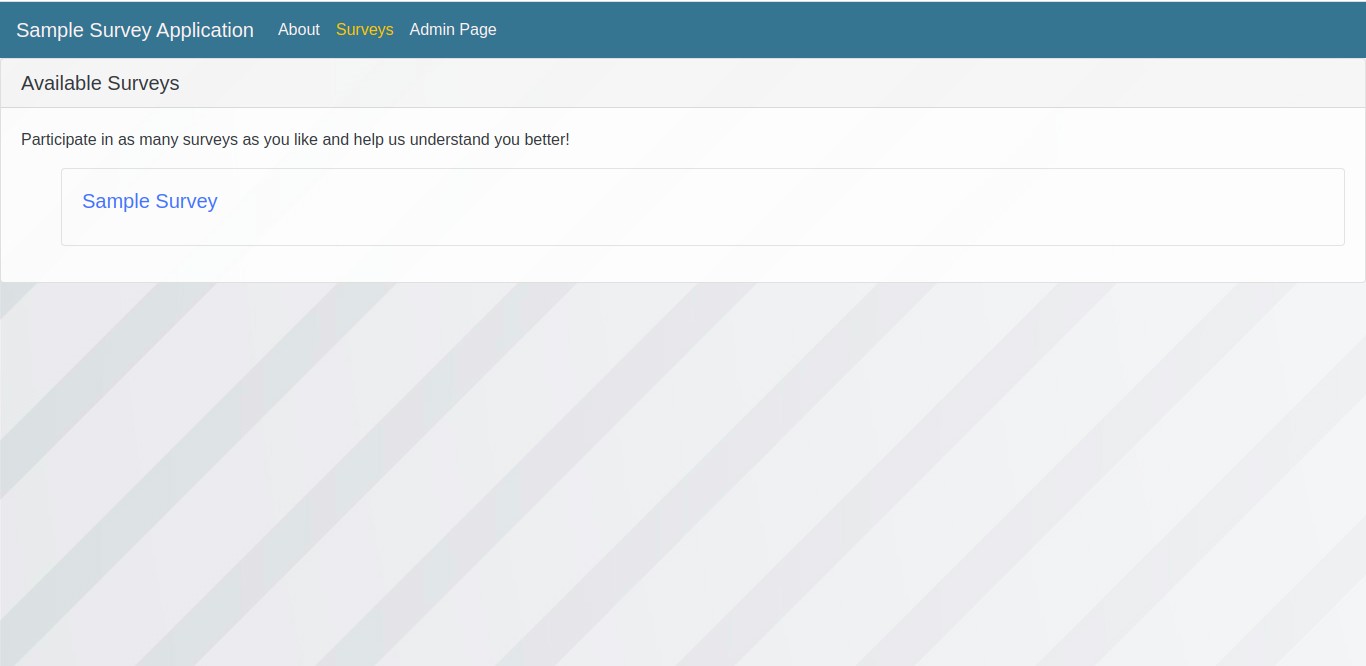 Sample Survey Application About Surveys Admin Page
Available Surveys
Participate in as many surveys as you like and help us understand you better!
Sample Survey